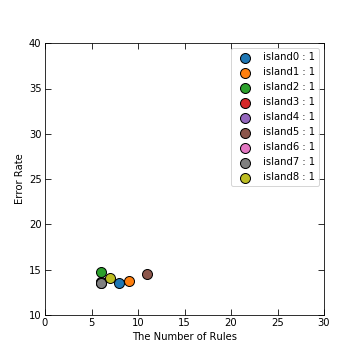 40
35
30
25
20
15
10
Error Rate
island0 : 1
island1 : 1
island2 : 1
island3 : 1
island4 : 1
island5 : 1
island6 : 1
island7 : 1
island8 : 1
0 5 10 15 20 25 30
The Number of Rules